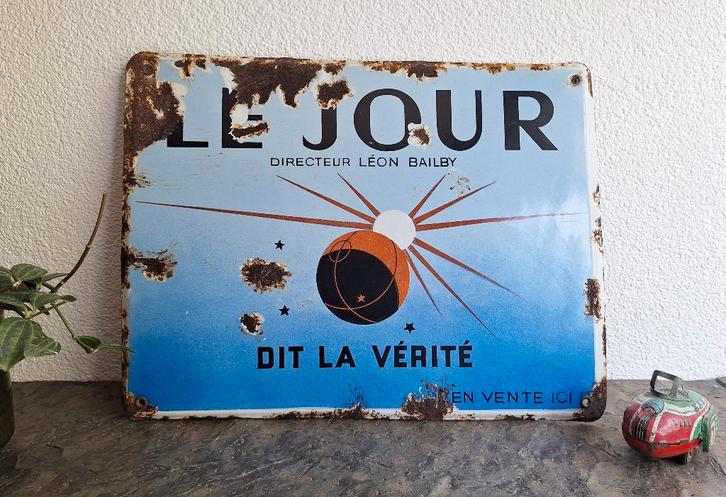 LE JOUR
DIRECTEUR LÉON BAILBY
DIT LA VÉRITÉ
EN VENTE ICI